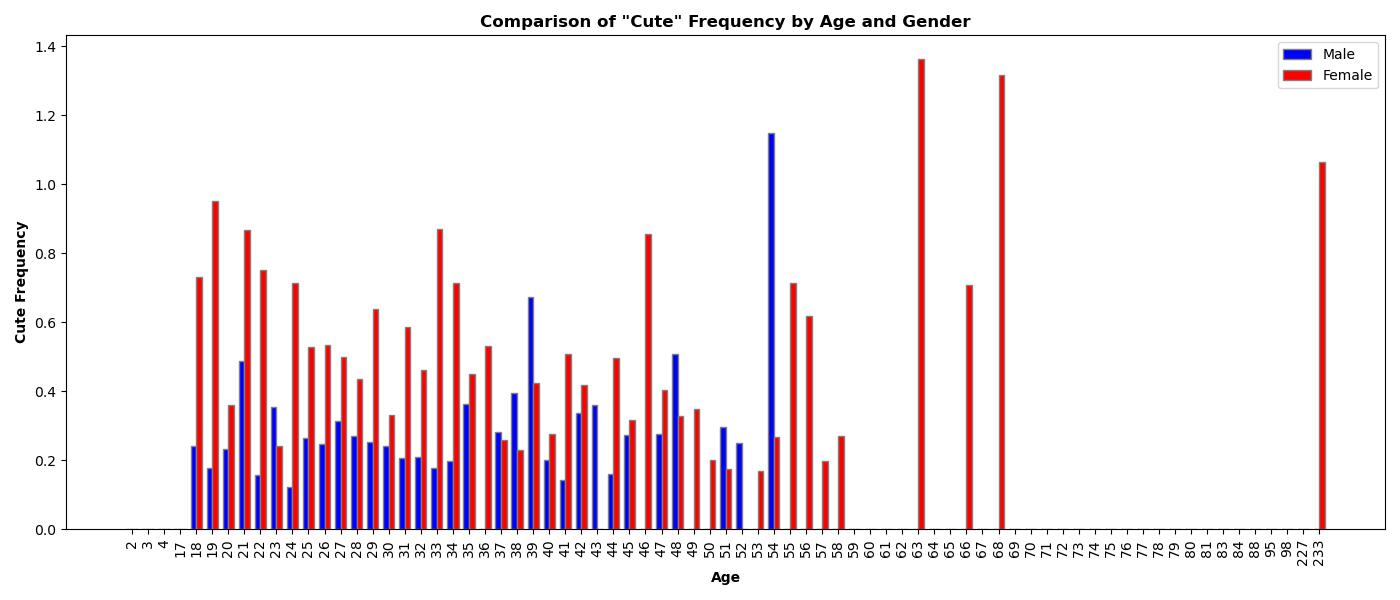 Comparison of "Cute" Frequency by Age and Gender
Male
Female
Cute Frequency
1.4
1.2
1.0
0.8
0.6
0.4
0.2
0.0
2 3 4 17 18 19 20 21 22 23 24 25 26 27 28 29 30 31 32 33 34 35 36 37 38 39 40 41 42 43 44 45 46 47 48 49 50 51 52 53 54 55 56 57 58 59 60 61 62 63 64 65 66 67 68 69 70 71 72 73 74 75 76 77 78 79 80 81 83 84 88 95 98 227 233
Age